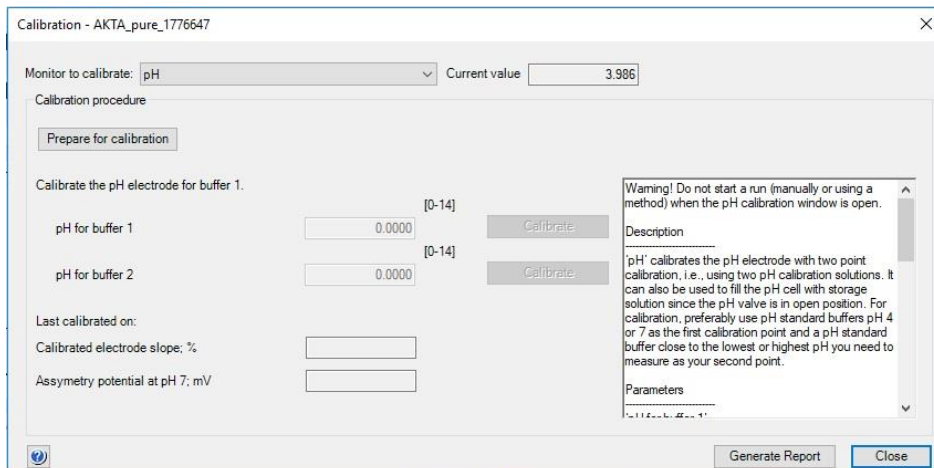 Calibration - AKTA_pure_1776647
Monitor to calibrate: pH Current value 3.986
Calibration procedure
Prepare for calibration
Calibrate the pH electrode for buffer 1.
[0-14]
pH for buffer 1 0.0000 Calibrate
[0-14]
pH for buffer 2 0.0000 Calibrate
Last calibrated on:
Calibrated electrode slope; %
Assymetry potential at pH 7; mV
Warning! Do not start a run (manually or using a
method) when the pH calibration window is open.
Description
---------------------------
'pH' calibrates the pH electrode with two point
calibration, i.e., using two pH calibration solutions. It
can also be used to fill the pH cell with storage
solution since the pH valve is in open position. For
calibration, preferably use pH standard buffers pH 4
or 7 as the first calibration point and a pH standard
buffer close to the lowest or highest pH you need to
measure as your second point.
Parameters
---------------------------
'pH for buffer 1'
Generate Report Close